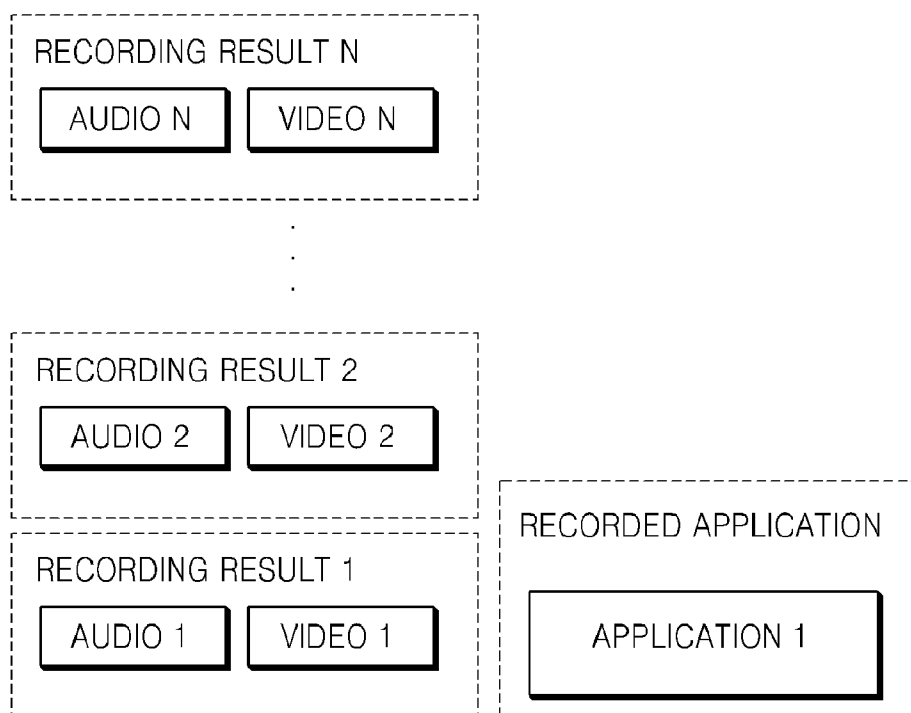 RECORDING RESULT N
AUDIO N
VIDEO N
RECORDING RESULT 2
AUDIO 2
VIDEO 2
RECORDING RESULT 1
AUDIO 1
VIDEO 1
RECORDED APPLICATION
APPLICATION 1